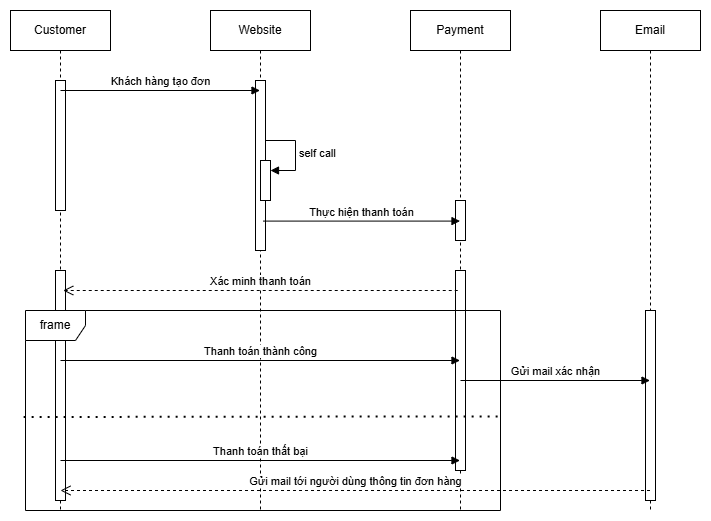 Customer
Website
Payment
Email
Khách hàng tạo đơn
self call
Thực hiện thanh toán
Xác minh thanh toán
frame
Thanh toán thành công
Gửi mail xác nhận
Thanh toán thất bại
Gửi mail tới người dùng thông tin đơn hàng